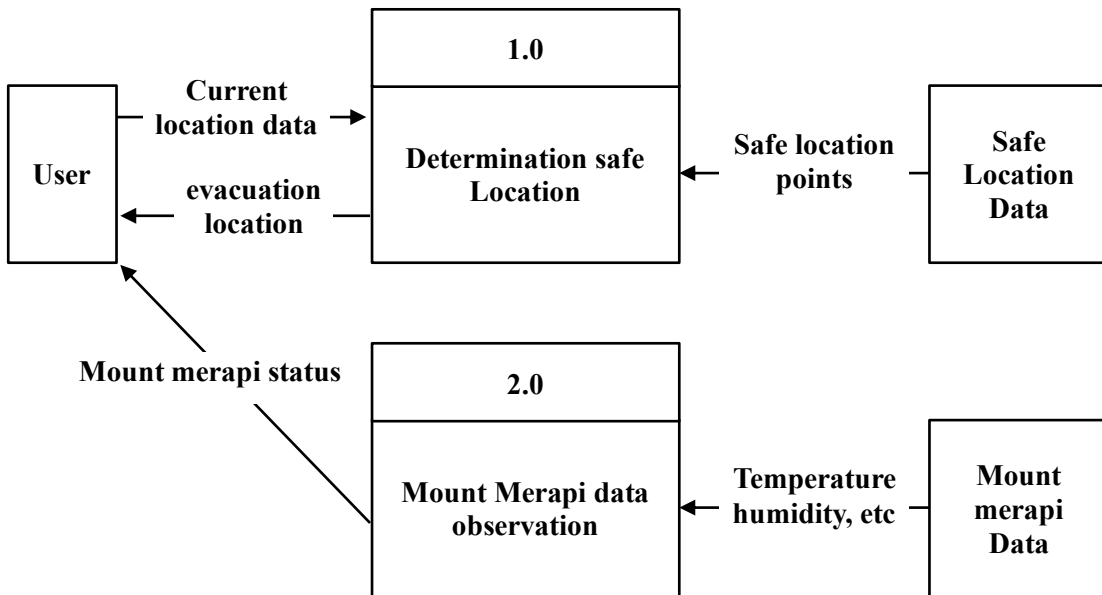 1.0
Current
location data
User
evacuation
location
Determination safe
Location
Safe location
points
Safe
Location
Data
Mount merapi status
2.0
Mount Merapi data
observation
Temperature
humidity, etc
Mount
merapi
Data